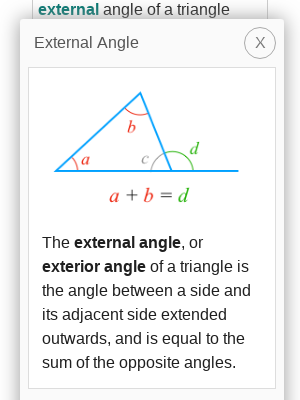 external angle of a triangle
External Angle
X
b
a
c
d
a + b = d
The external angle, or
exterior angle of a triangle is
the angle between a side and
its adjacent side extended
outwards, and is equal to the
sum of the opposite angles.